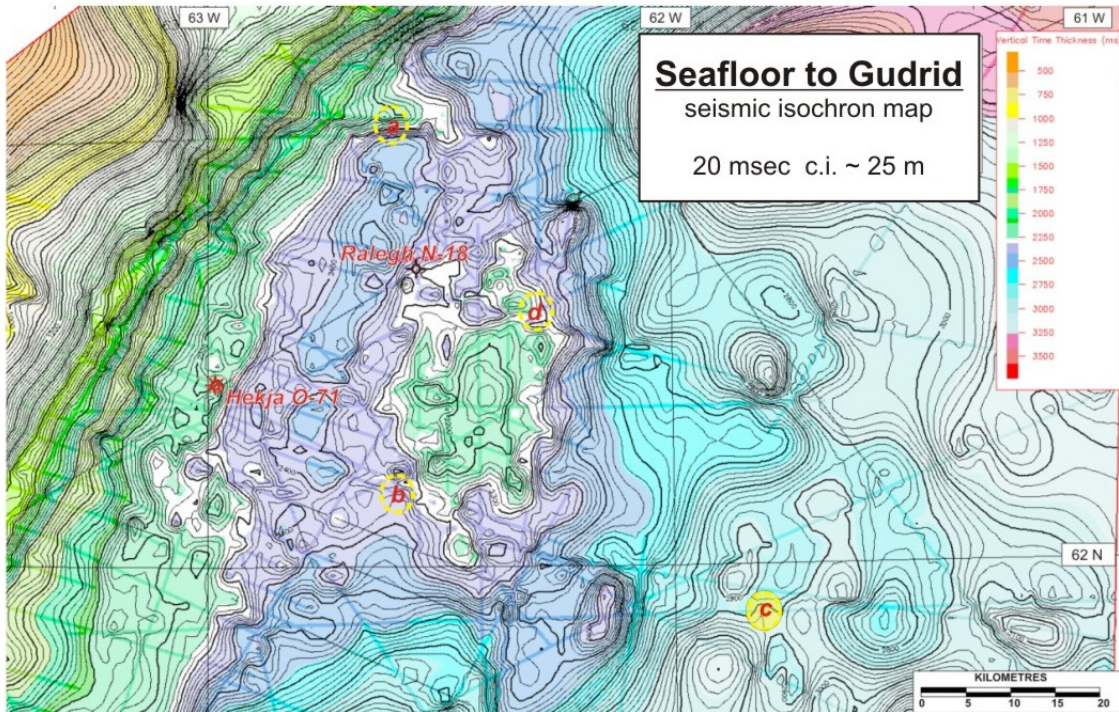 63 W
62 W
61 W
Seafloor to Gudrid
seismic isochron map
20 msec c.i. ~ 25 m
Vertical Time Thickness (ms)
500
750
1000
1250
1500
1750
2000
2250
2500
2750
3000
3250
3500
a
Ralegh N-18
d
Hekja O-71
2400
b
62 N
c
KILOMETRES
0 5 10 15 20